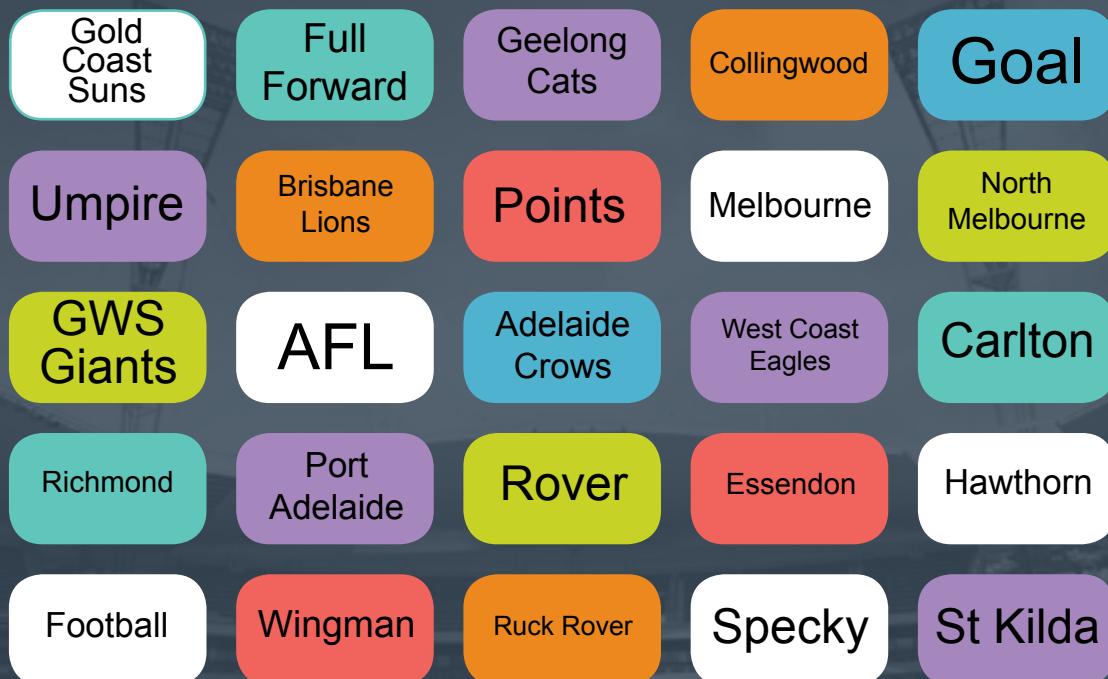 Gold
Coast
Suns
Full
Forward
Geelong
Cats
Collingwood
Goal
Umpire
Brisbane
Lions
Points
Melbourne
North
Melbourne
GWS
Giants
AFL
Adelaide
Crows
West Coast
Eagles
Carlton
Richmond
Port
Adelaide
Rover
Essendon
Hawthorn
Football
Wingman
Ruck Rover
Specky
St Kilda